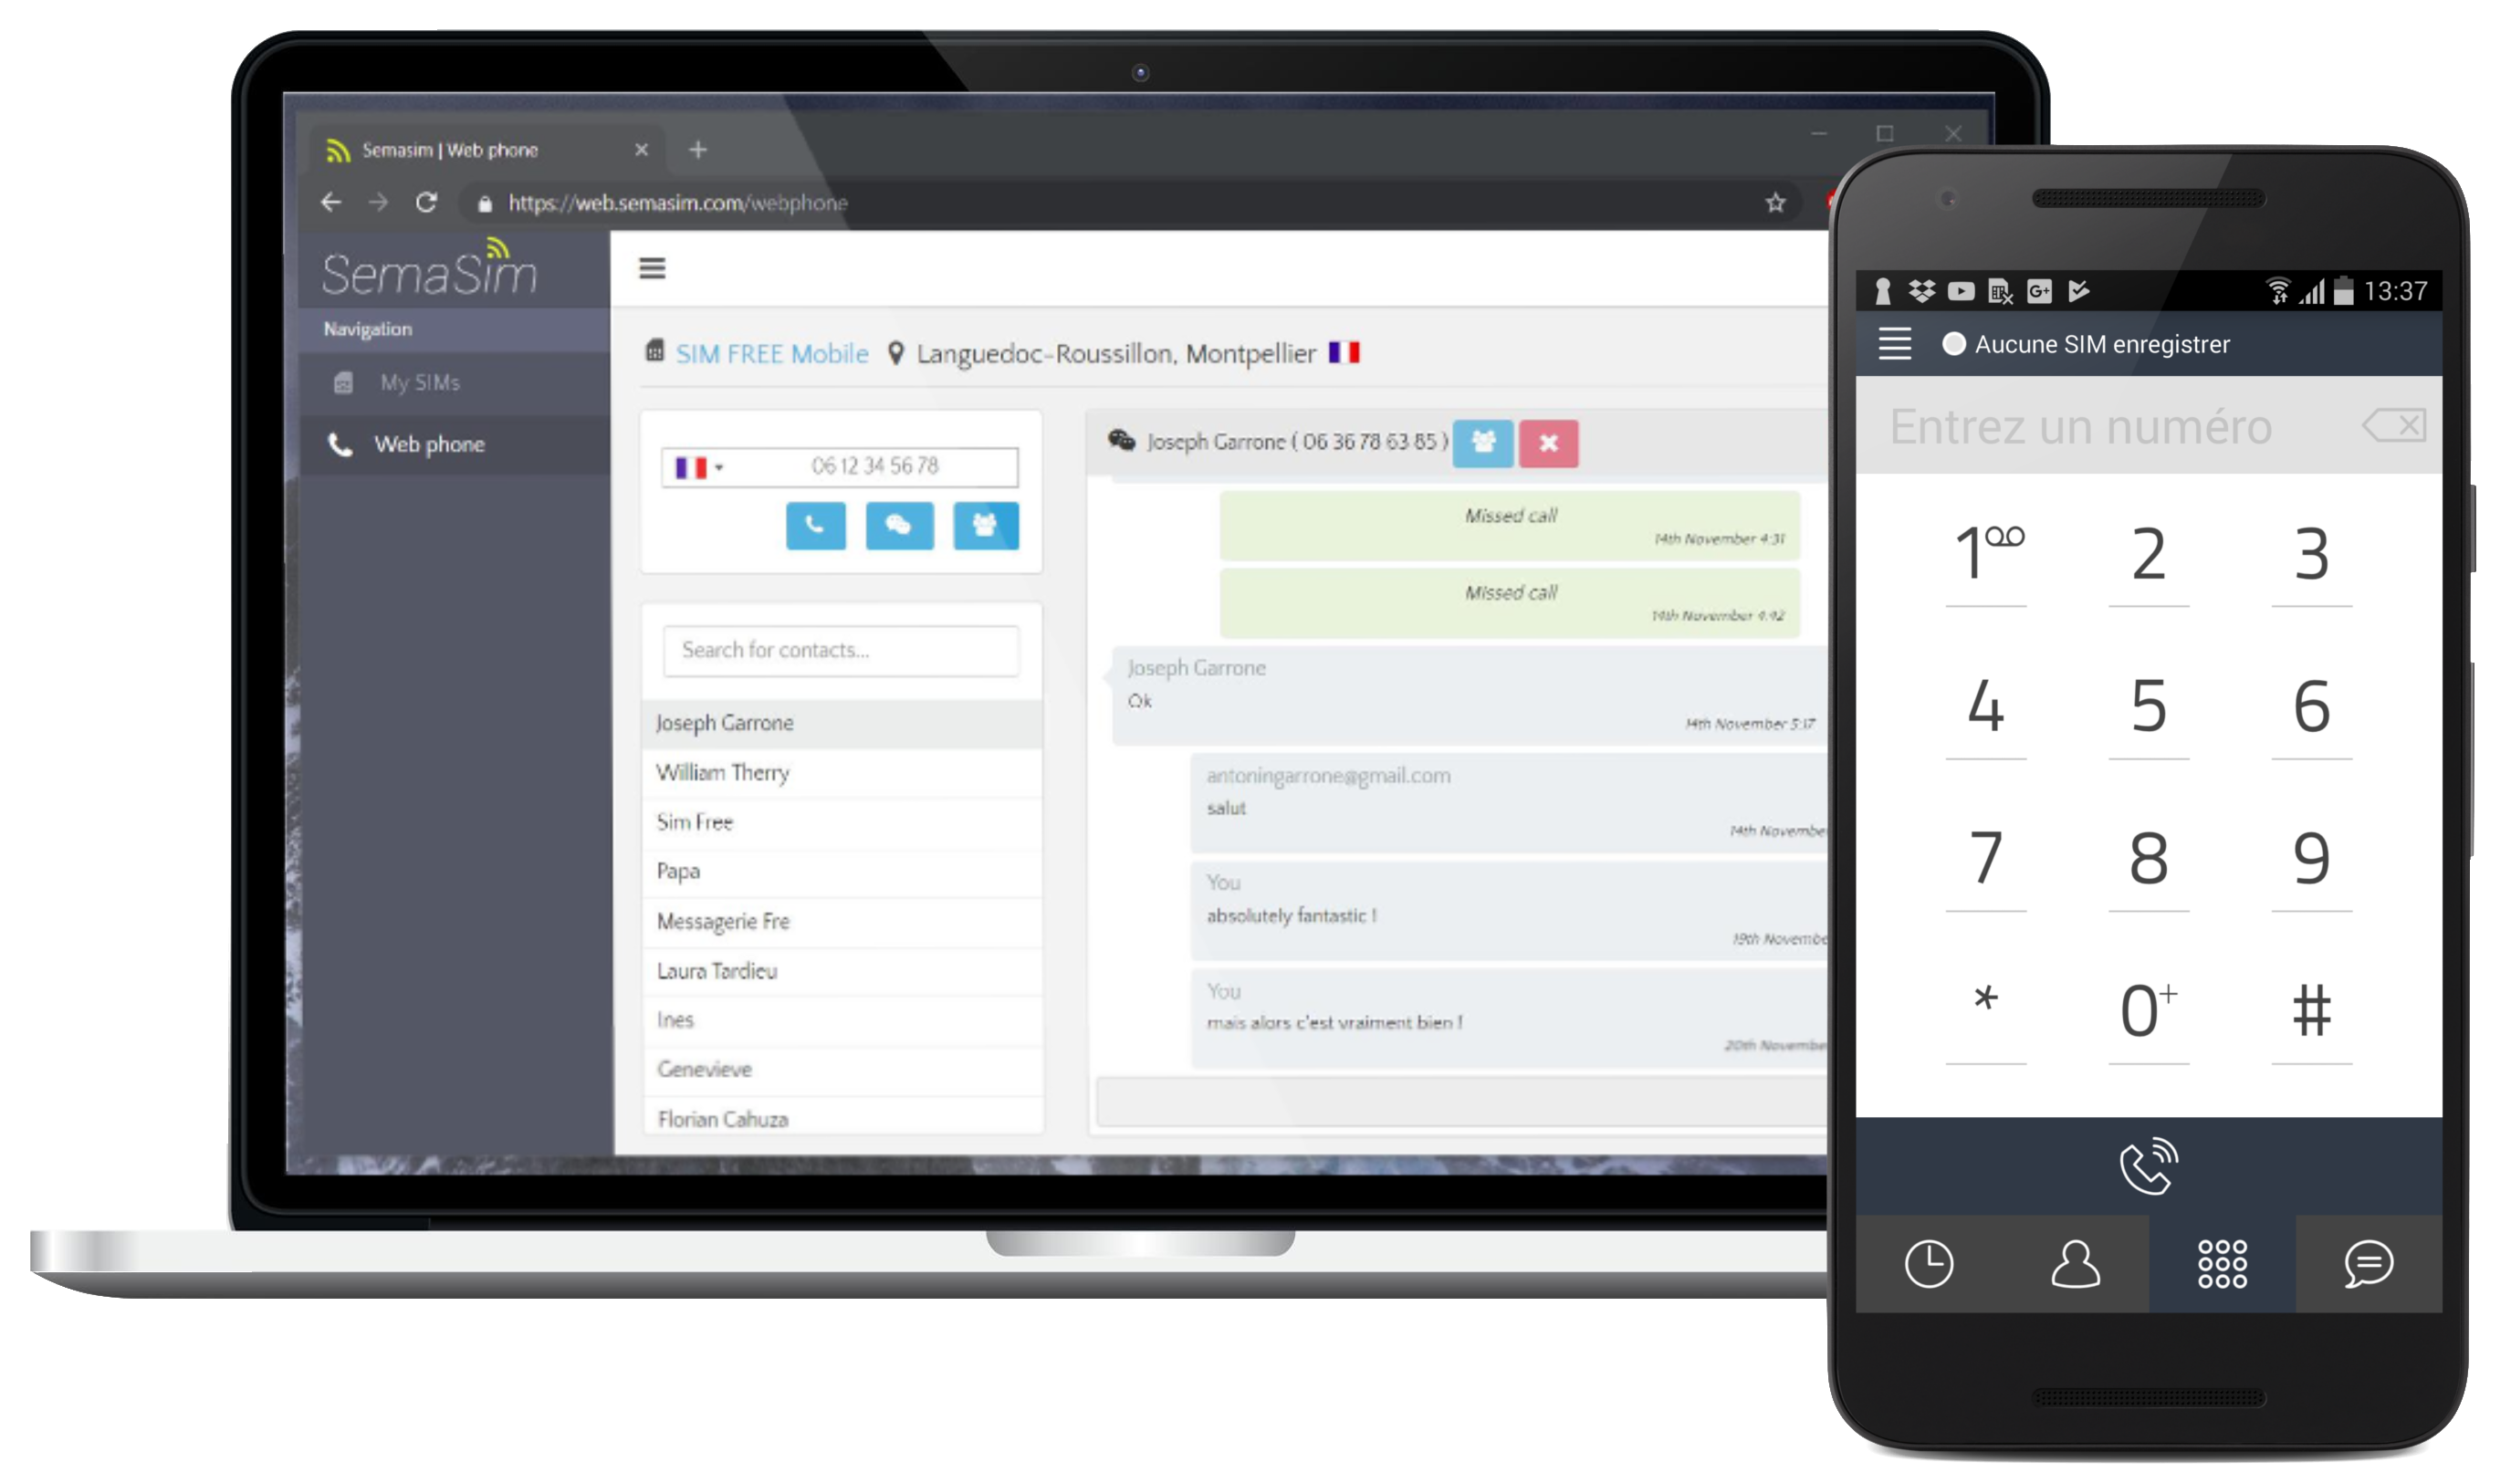 Semasim | Web phone
https://web.semasim.com/webphone
SemaSim
Navigation
My SIMs
Web phone
SIM FREE Mobile Languedoc-Roussillon, Montpellier
06 12 34 56 78
Search for contacts...
Joseph Garrone
William Therry
Sim Free
Papa
Messagerie Fre
Laura Tardieu
Ines
Genevieve
Florian Cahuza
Joseph Garrone ( 06 36 78 63 85 )
Missed call
14th November 4:31
Missed call
14th November 4:42
Joseph Garrone
Ok
14th November 5:17
antoningarrone@gmail.com
salut
14th November
You
absolutely fantastic !
19th Novembe
You
mais alors c'est vraiment bien !
20th Novembe
G+ 13:37
Aucune SIM enregistrer
Entrez un numéro
1 2 3
4 5 6
7 8 9
* 0+ #